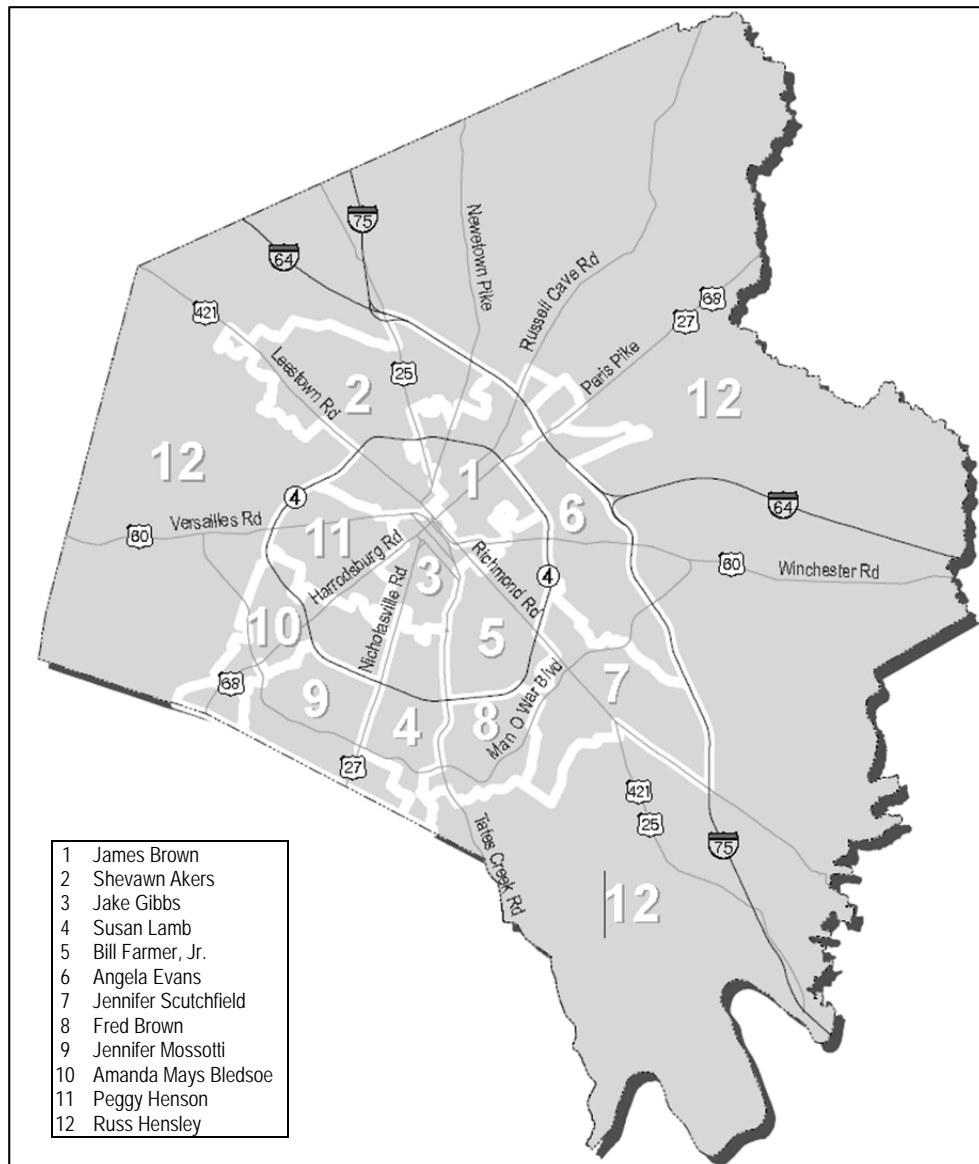 75
64
Newetown Pike
Russell Cave Rd
68
27
421
Paris Pike
25
Leestown Rd
2
12
12
1
4
6
64
Versailles Rd
60
11
Harrodsburg Rd
3
Richmond Rd
4
60
Winchester Rd
Nicholasville Rd
10
5
68
9
4
8
Man O War Blvd
7
27
421
25
Tates Creek Rd
75
12
1 James Brown
2 Shevawn Akers
3 Jake Gibbs
4 Susan Lamb
5 Bill Farmer, Jr.
6 Angela Evans
7 Jennifer Scutchfield
8 Fred Brown
9 Jennifer Mossotti
10 Amanda Mays Bledsoe
11 Peggy Henson
12 Russ Hensley